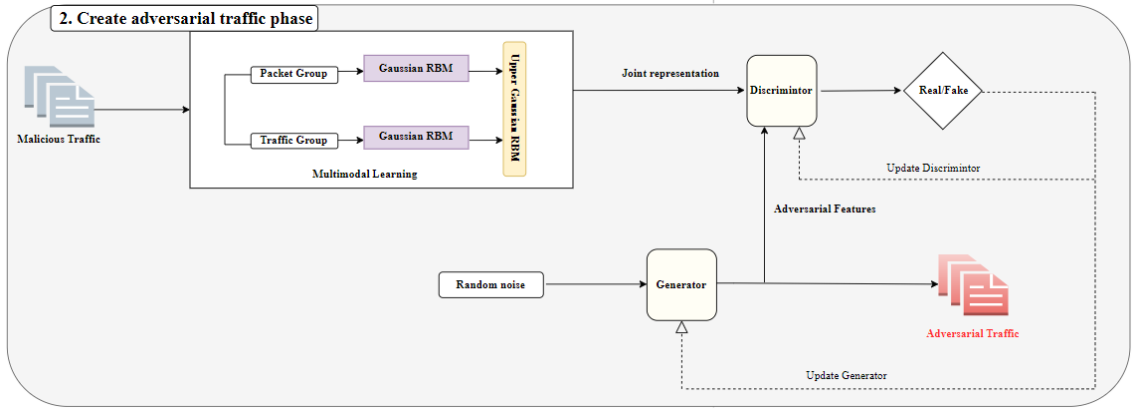 2. Create adversarial traffic phase
Malicious Traffic
Packet Group
Gaussian RBM
Traffic Group
Gaussian RBM
Upper Gaussian RBM
Multimodal Learning
Joint representation
Discrimintor
Real/Fake
Update Discrimintor
Adversarial Features
Random noise
Generator
Adversarial Traffic
Update Generator